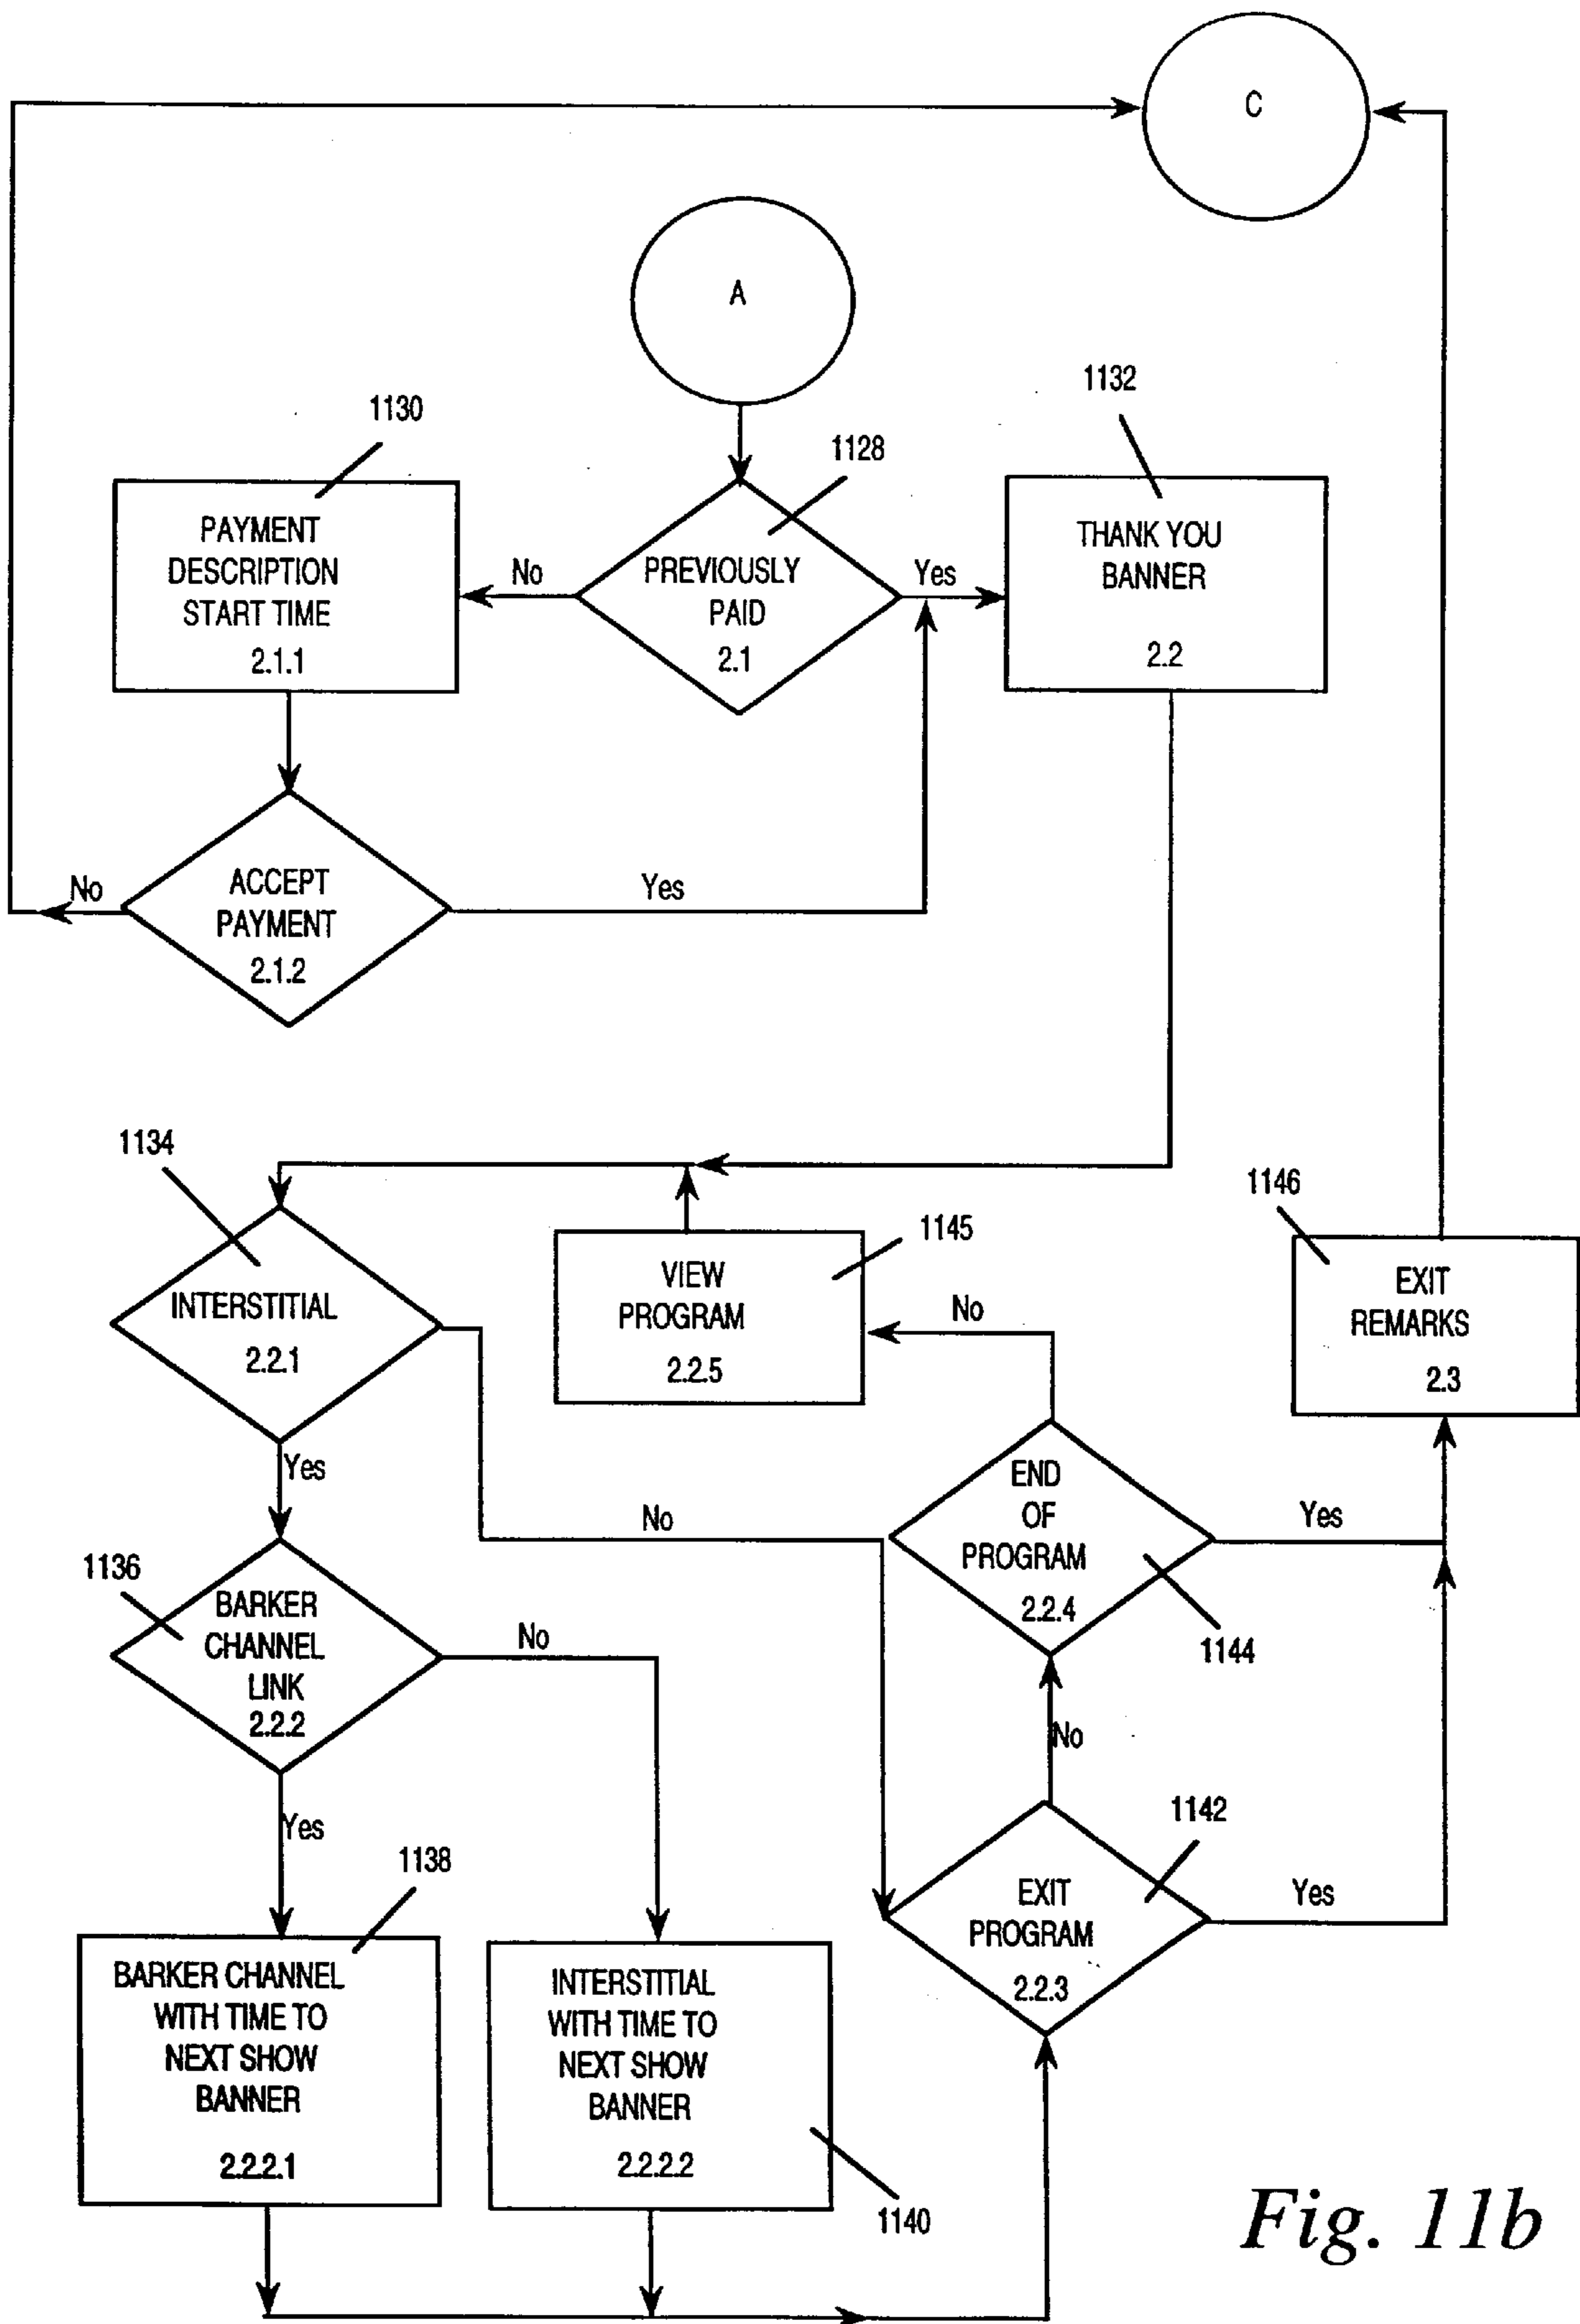 C
A
1132
1130
1128
PAYMENT
DESCRIPTION
START TIME
2.1.1
No
PREVIOUSLY
PAID
2.1
Yes
THANK YOU
BANNER
2.2
No
ACCEPT
PAYMENT
2.1.2
Yes
1134
INTERSTITIAL
2.2.1
VIEW
PROGRAM
2.2.5
1145
No
1146
EXIT
REMARKS
2.3
Yes
No
END
OF
PROGRAM
2.2.4
Yes
1144
1136
BARKER
CHANNEL
LINK
2.2.2
No
Yes
No
1142
EXIT
PROGRAM
2.2.3
Yes
1138
BARKER CHANNEL
WITH TIME TO
NEXT SHOW
BANNER
2.2.2.1
INTERSTITIAL
WITH TIME TO
NEXT SHOW
BANNER
2.2.2.2
1140
Fig. 11b